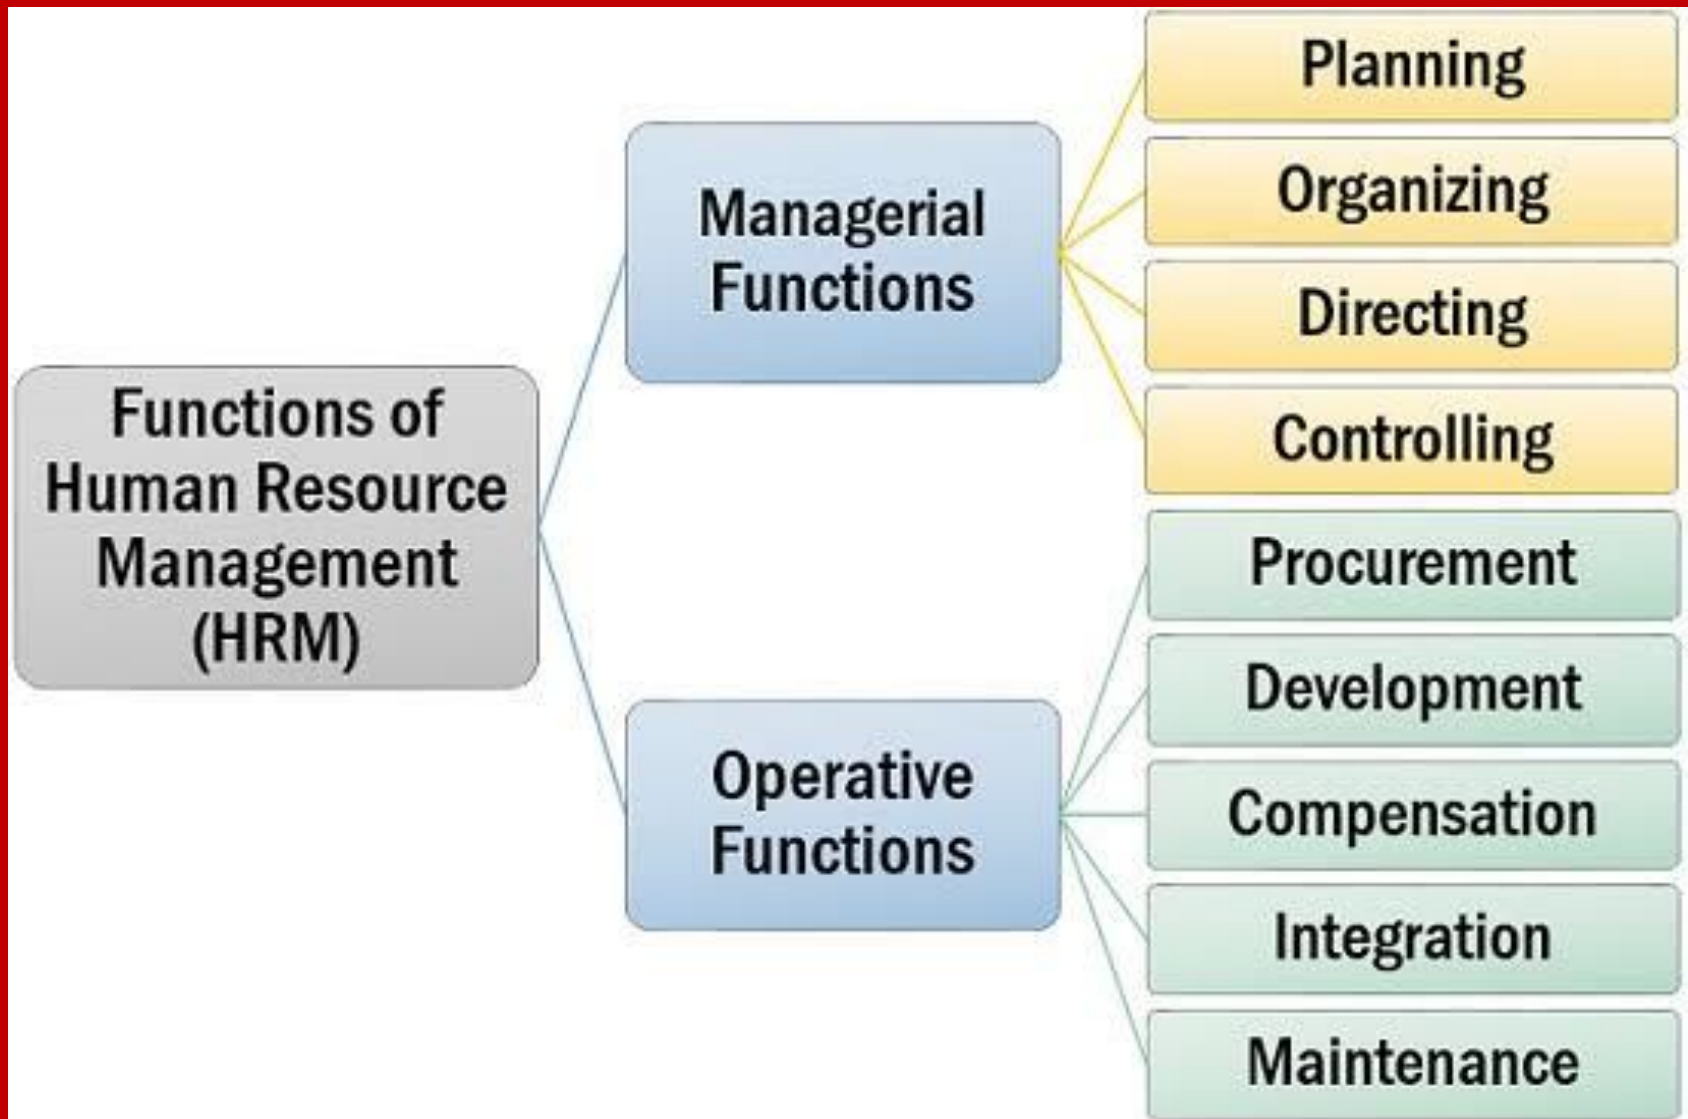 Functions of
Human Resource
Management
(HRM)
Managerial
Functions
Planning
Organizing
Directing
Controlling
Operative
Functions
Procurement
Development
Compensation
Integration
Maintenance